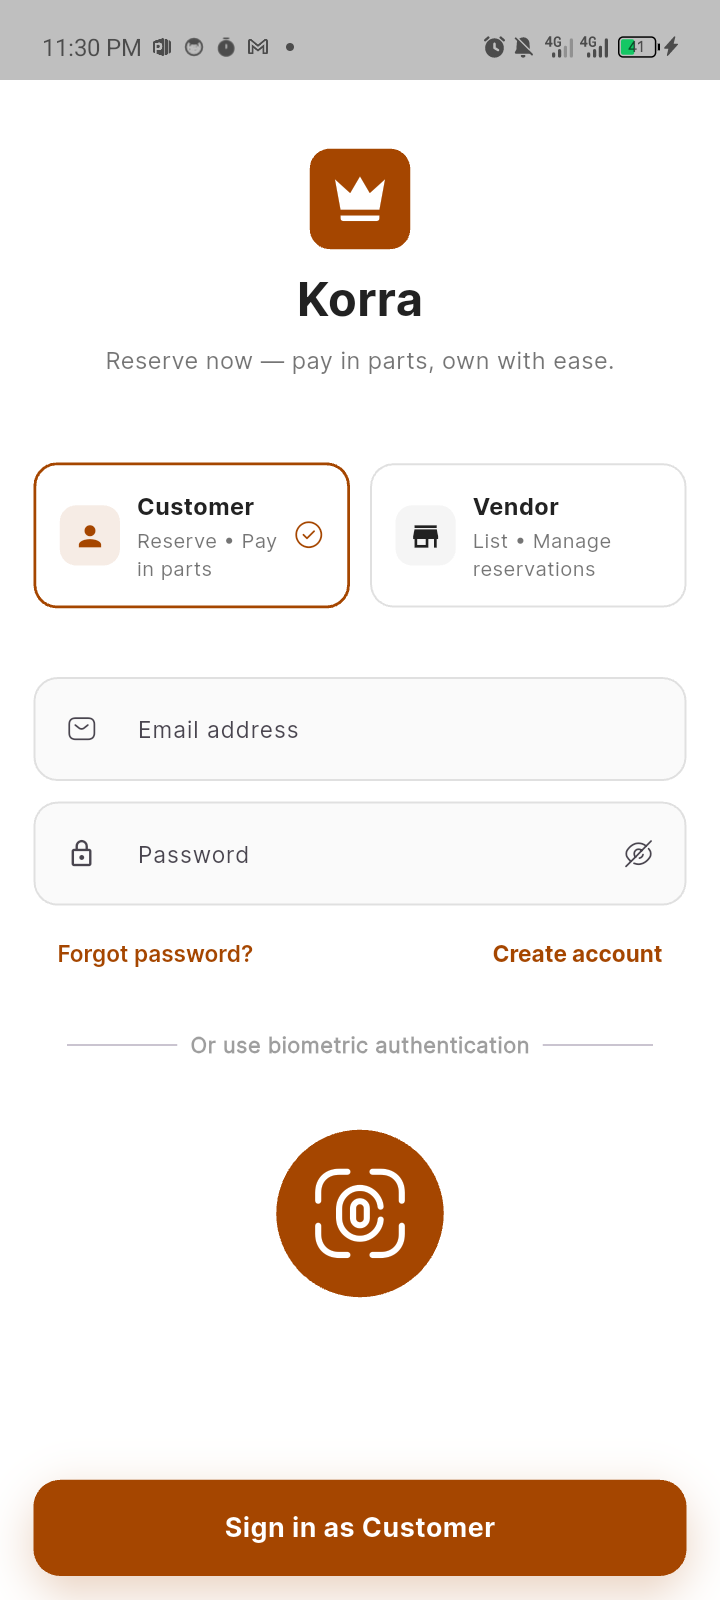 11:30 PM
4G 4G 41
Korra
Reserve now — pay in parts, own with ease.
Customer
Reserve • Pay
in parts
Vendor
List • Manage
reservations
Email address
Password
Forgot password?
Create account
Or use biometric authentication
Sign in as Customer